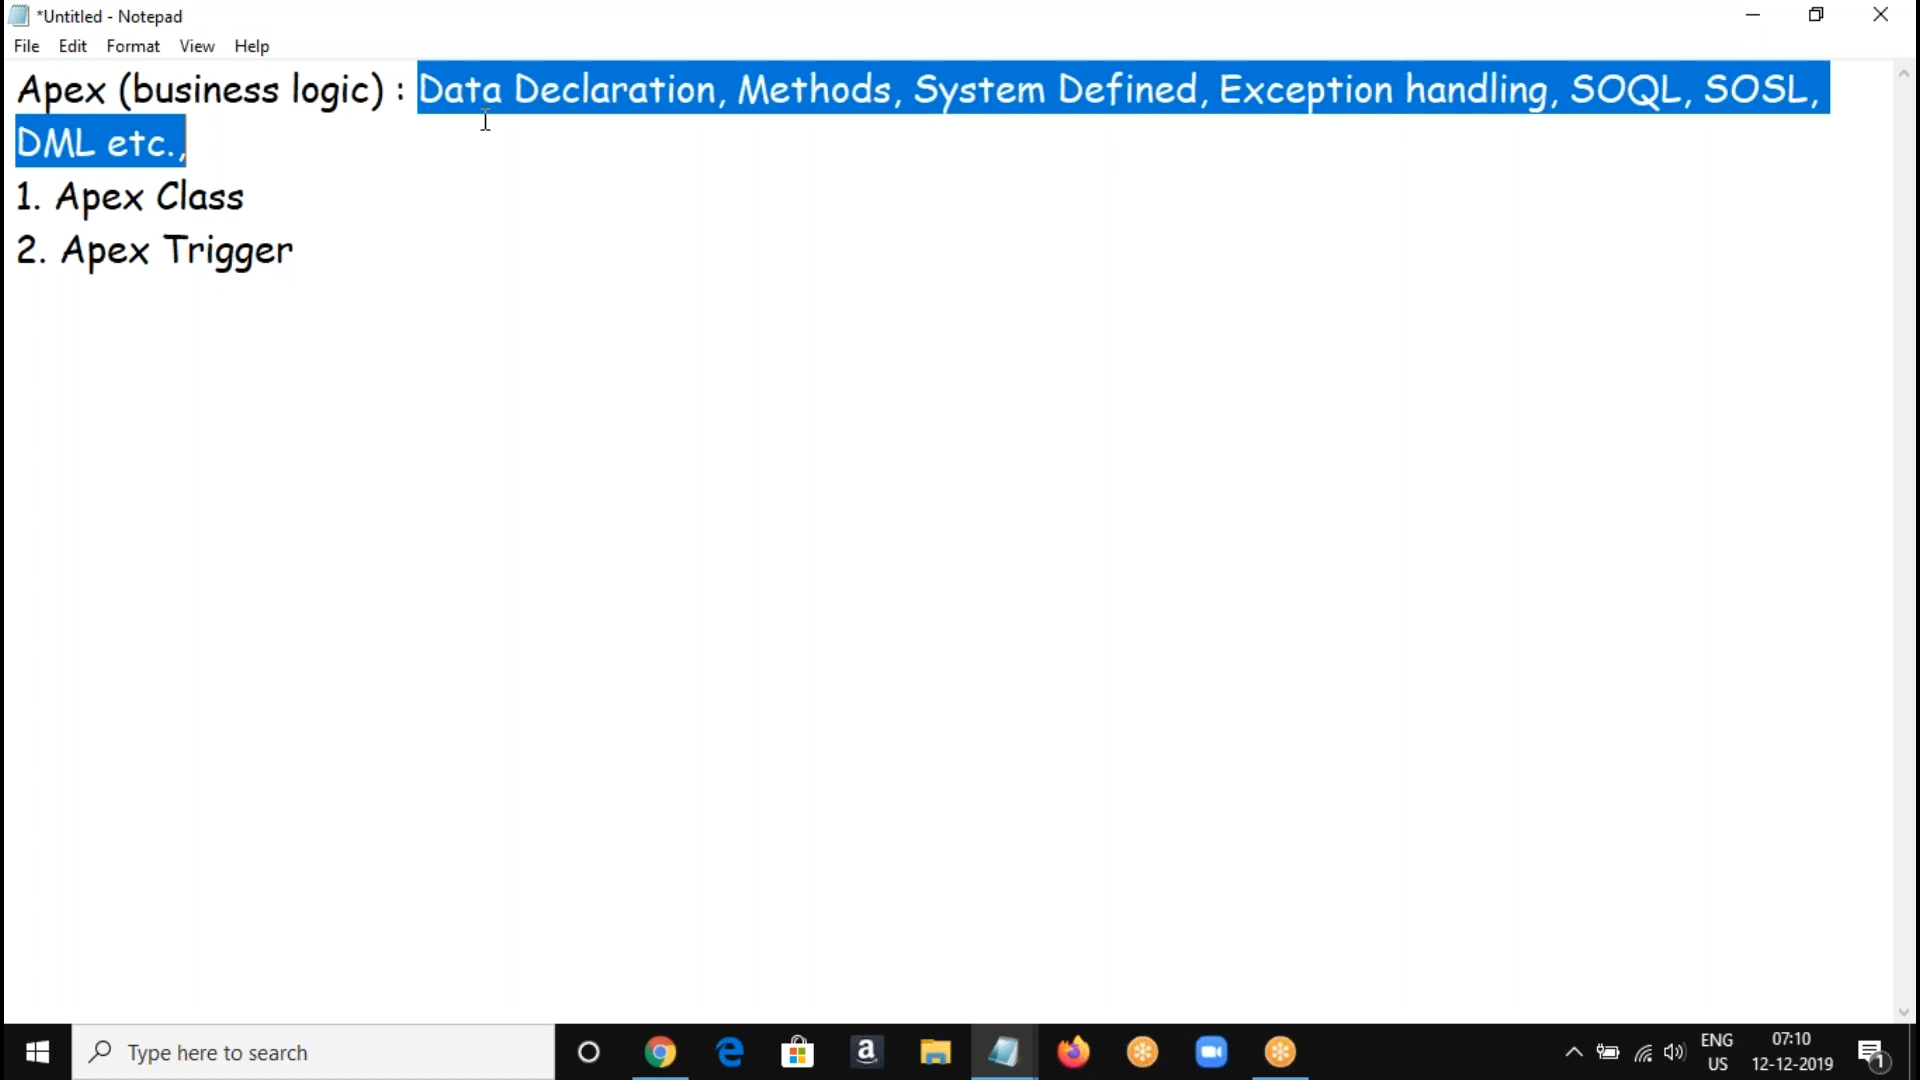 *Untitled - Notepad
File Edit Format View Help
Apex (business logic) : Data Declaration, Methods, System Defined, Exception handling, SOQL, SOSL,
DML etc.,
1. Apex Class
2. Apex Trigger
Type here to search
a
ENG
US
07:10
12-12-2019
1